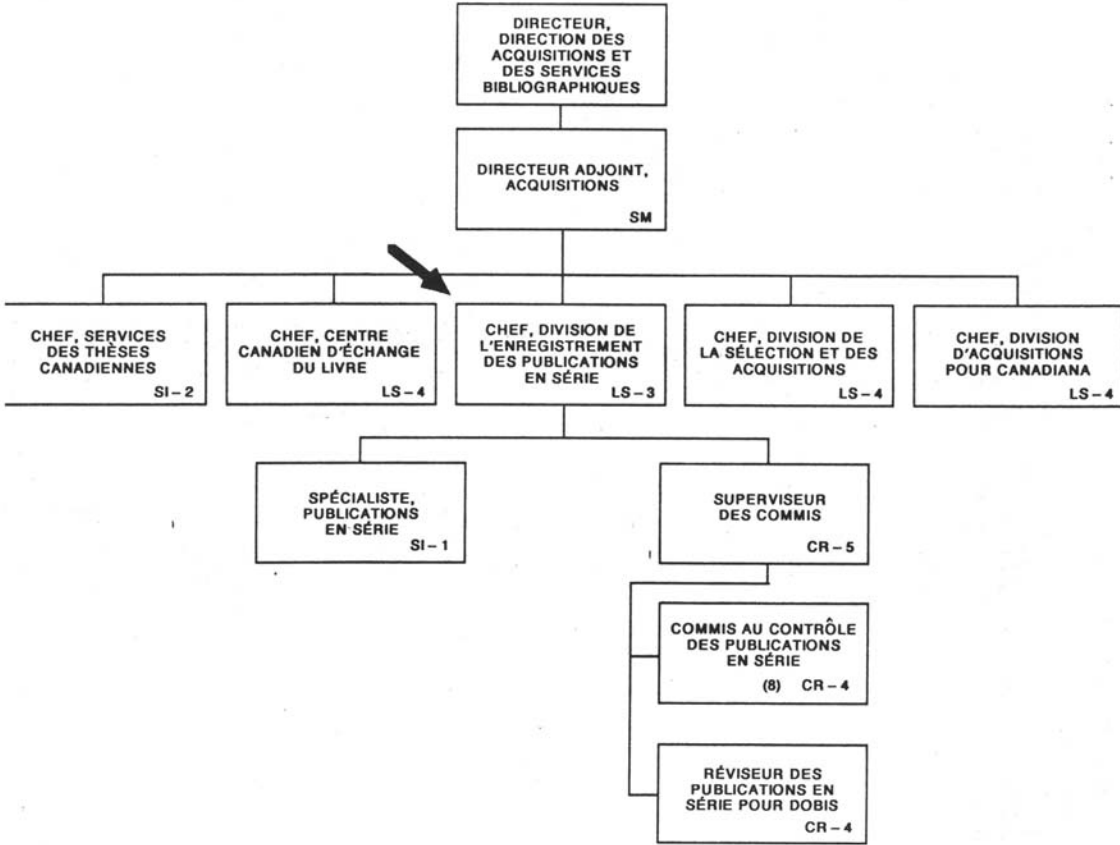 DIRECTEUR,
DIRECTION DES
ACQUISITIONS ET
DES SERVICES
BIBLIOGRAPHIQUES
DIRECTEUR ADJOINT,
ACQUISITIONS
SM
CHEF, SERVICES
DES THÈSES
CANADIENNES
SI – 2
CHEF, CENTRE
CANADIEN D'ÉCHANGE
DU LIVRE
LS – 4
CHEF, DIVISION DE
L'ENREGISTREMENT
DES PUBLICATIONS
EN SÉRIE
LS – 3
CHEF, DIVISION DE
LA SÉLECTION ET DES
ACQUISITIONS
LS – 4
CHEF, DIVISION
D'ACQUISITIONS
POUR CANADIANA
LS – 4
SPÉCIALISTE,
PUBLICATIONS
EN SÉRIE
SI – 1
SUPERVISEUR
DES COMMIS
CR – 5
COMMIS AU CONTRÔLE
DES PUBLICATIONS
EN SÉRIE
(8) CR – 4
RÉVISEUR DES
PUBLICATIONS EN
SÉRIE POUR DOBIS
CR – 4